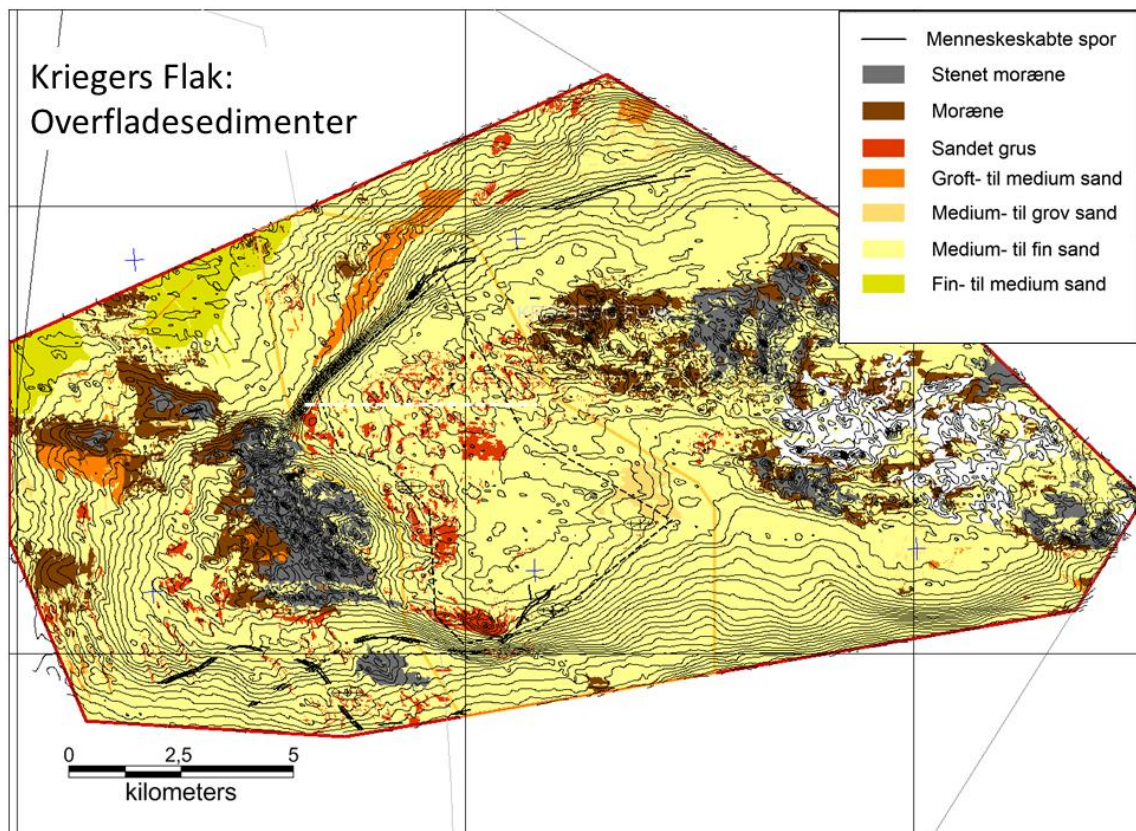 Kriegers Flak:
Overfladesedimenter
Menneskeskabte spor
Stenet moræne
Moræne
Sandet grus
Groft- til medium sand
Medium- til grov sand
Medium- til fin sand
Fin- til medium sand
0 2,5 5
kilometers